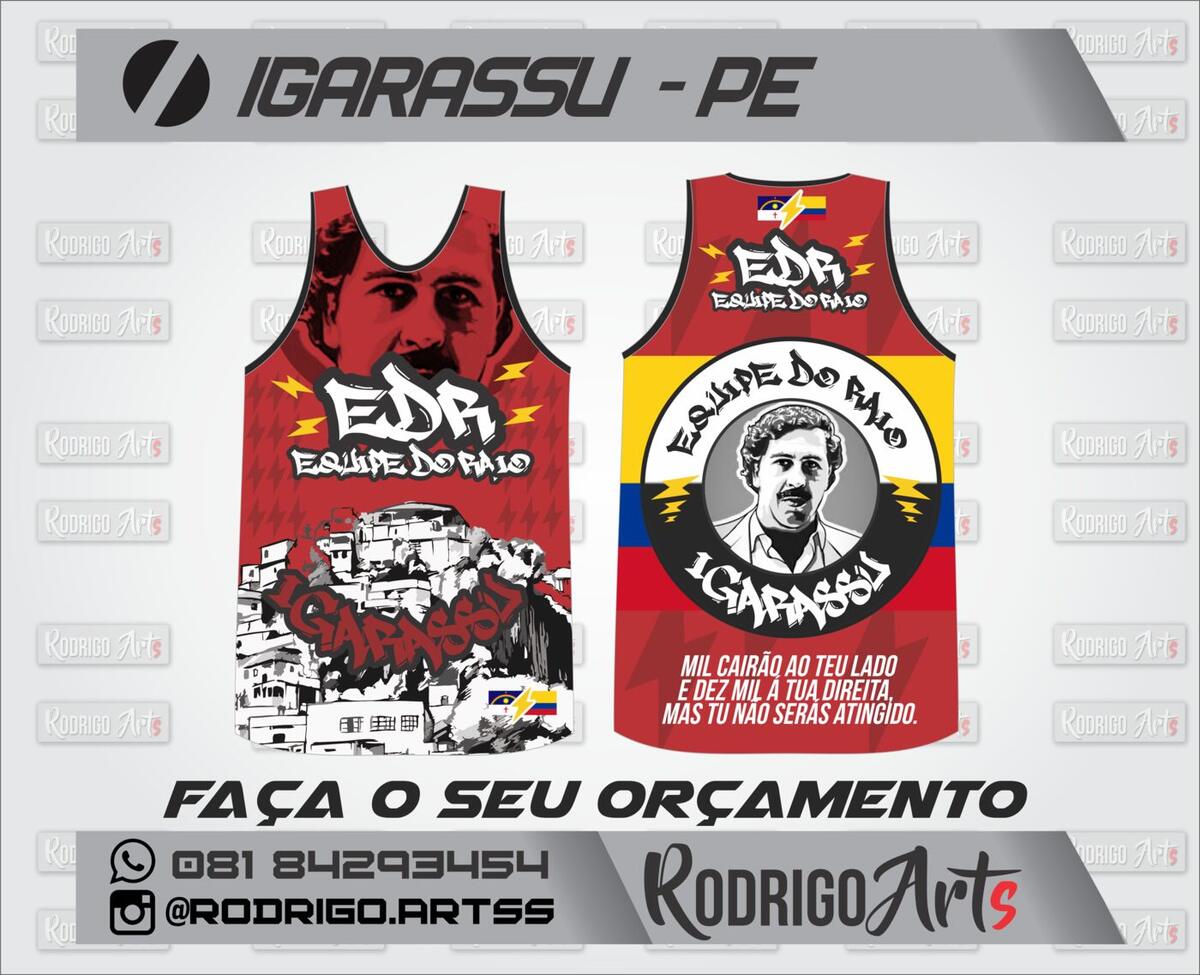 IGARASSU - PE
EDR
EQUIPE DO RAIO
IGARASSU
EDR
EQUIPE DO RAIO
EQUIPE DO RAIO
IGARASSU
MIL CAIRÃO AO TEU LADO
E DEZ MIL Á TUA DIREITA,
MAS TU NÃO SERÁS ATINGIDO.
FAÇA O SEU ORÇAMENTO
081 84293454
@RODRIGO.ARTSS
RODRIGO ARTS